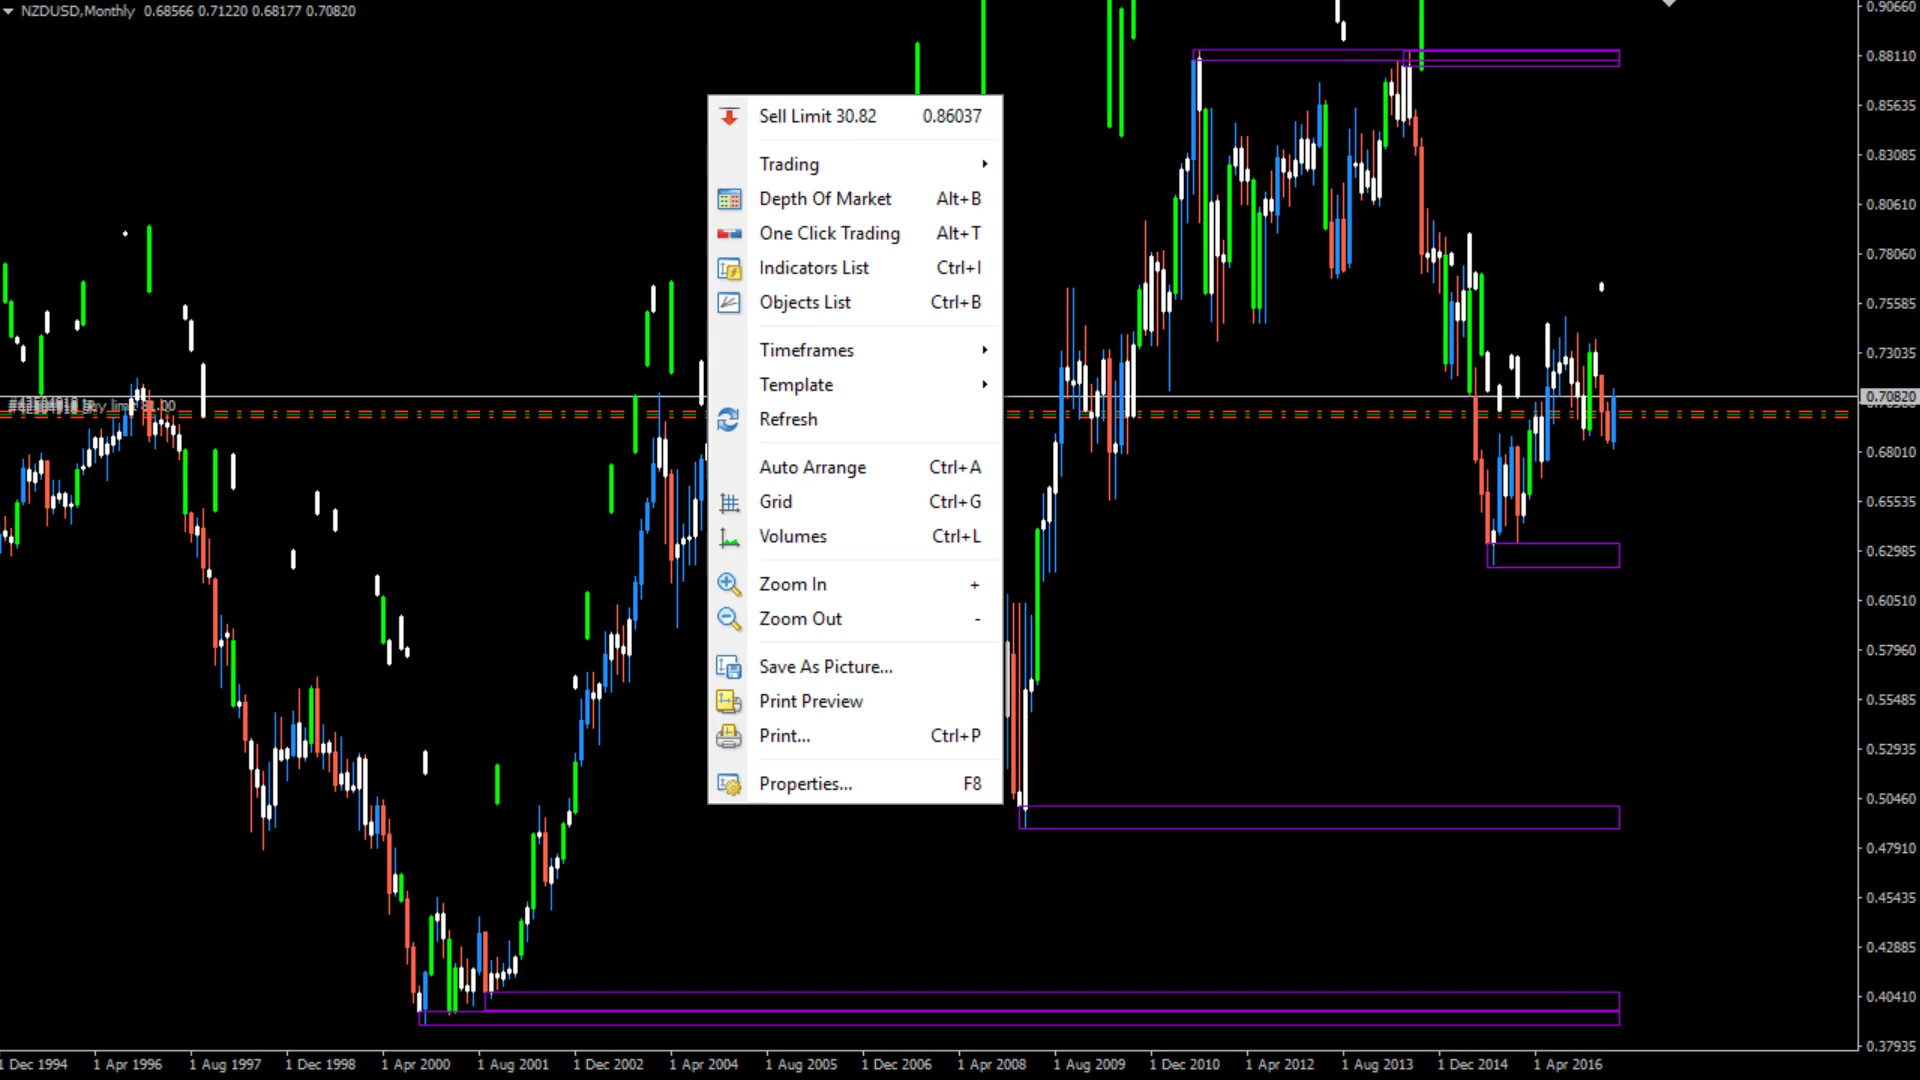 NZDUSD,Monthly 0.68566 0.71220 0.68177 0.70820
0.90660
0.88110
0.85635
0.83085
0.80610
0.78060
0.75585
0.73035
0.70820
0.68010
0.65535
0.62985
0.60510
0.57960
0.55485
0.52935
0.50460
0.47910
0.45435
0.42885
0.40410
0.37935
Sell Limit 30.82 0.86037
Trading
Depth Of Market Alt+B
One Click Trading Alt+T
Indicators List Ctrl+I
Objects List Ctrl+B
Timeframes
Template
Refresh
Auto Arrange Ctrl+A
Grid Ctrl+G
Volumes Ctrl+L
Zoom In +
Zoom Out -
Save As Picture...
Print Preview
Print... Ctrl+P
Properties... F8
1 Dec 1994 1 Apr 1996 1 Aug 1997 1 Dec 1998 1 Apr 2000 1 Aug 2001 1 Dec 2002 1 Apr 2004 1 Aug 2005 1 Dec 2006 1 Apr 2008 1 Aug 2009 1 Dec 2010 1 Apr 2012 1 Aug 2013 1 Dec 2014 1 Apr 2016